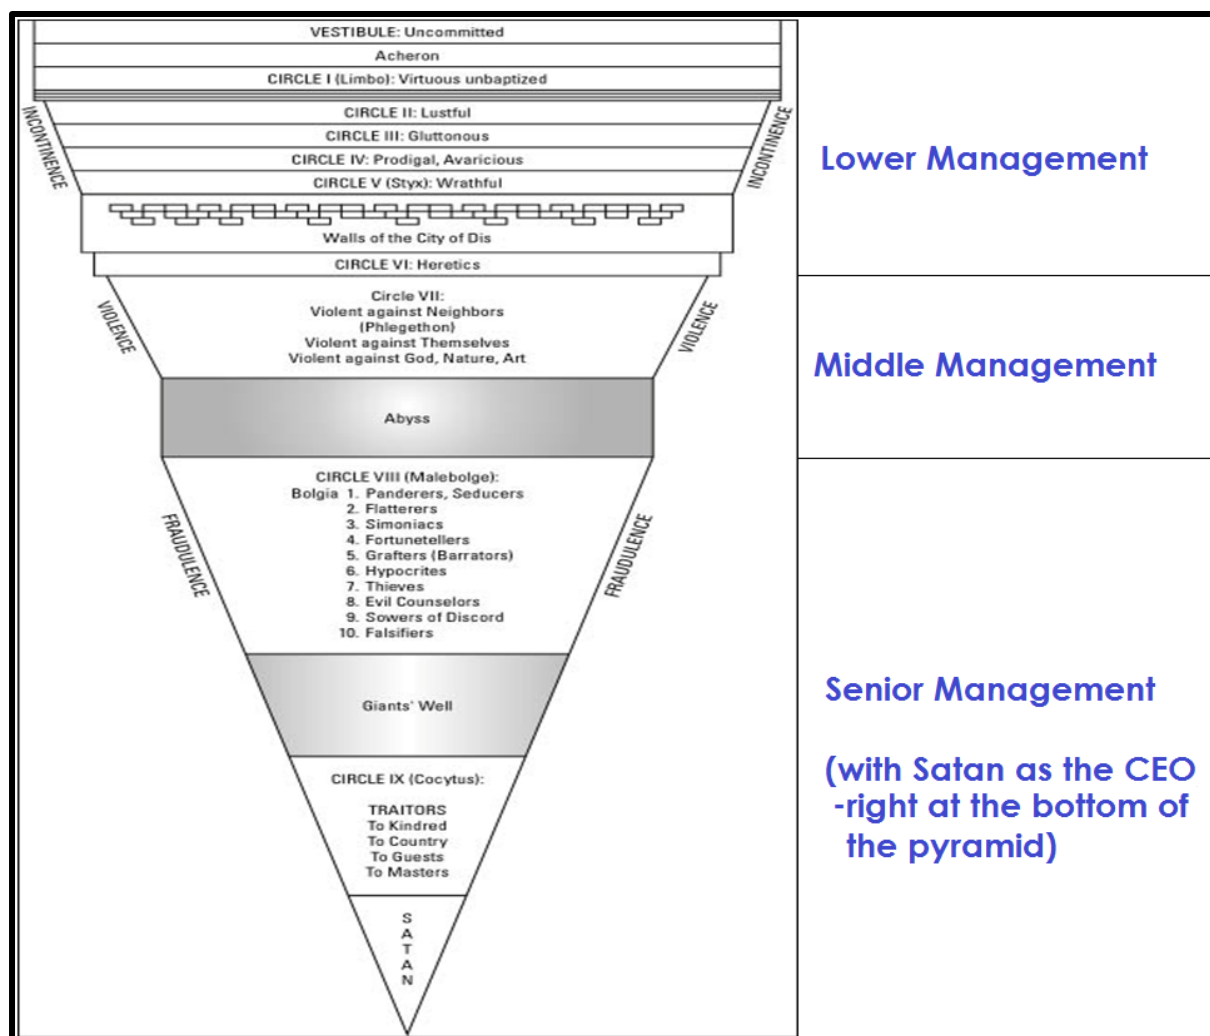 VESTIBULE: Uncommitted
Acheron
CIRCLE I (Limbo): Virtuous unbaptized
INCONTINENCE
INCONTINENCE
CIRCLE II: Lustful
CIRCLE III: Gluttonous
CIRCLE IV: Prodigal, Avaricious
CIRCLE V (Styx): Wrathful
Lower Management
Walls of the City of Dis
CIRCLE VI: Heretics
VIOLENCE
VIOLENCE
Circle VII:
Violent against Neighbors
(Phlegethon)
Violent against Themselves
Violent against God, Nature, Art
Middle Management
Abyss
FRAUDULENCE
FRAUDULENCE
CIRCLE VIII (Malebolge):
Bolgia 1. Panderers, Seducers
2. Flatterers
3. Simoniacs
4. Fortunetellers
5. Grafters (Barrators)
6. Hypocrites
7. Thieves
8. Evil Counselors
9. Sowers of Discord
10. Falsifiers
Giants' Well
CIRCLE IX (Cocytus):
TRAITORS
To Kindred
To Country
To Guests
To Masters
SATAN
Senior Management
(with Satan as the CEO
-right at the bottom of
the pyramid)